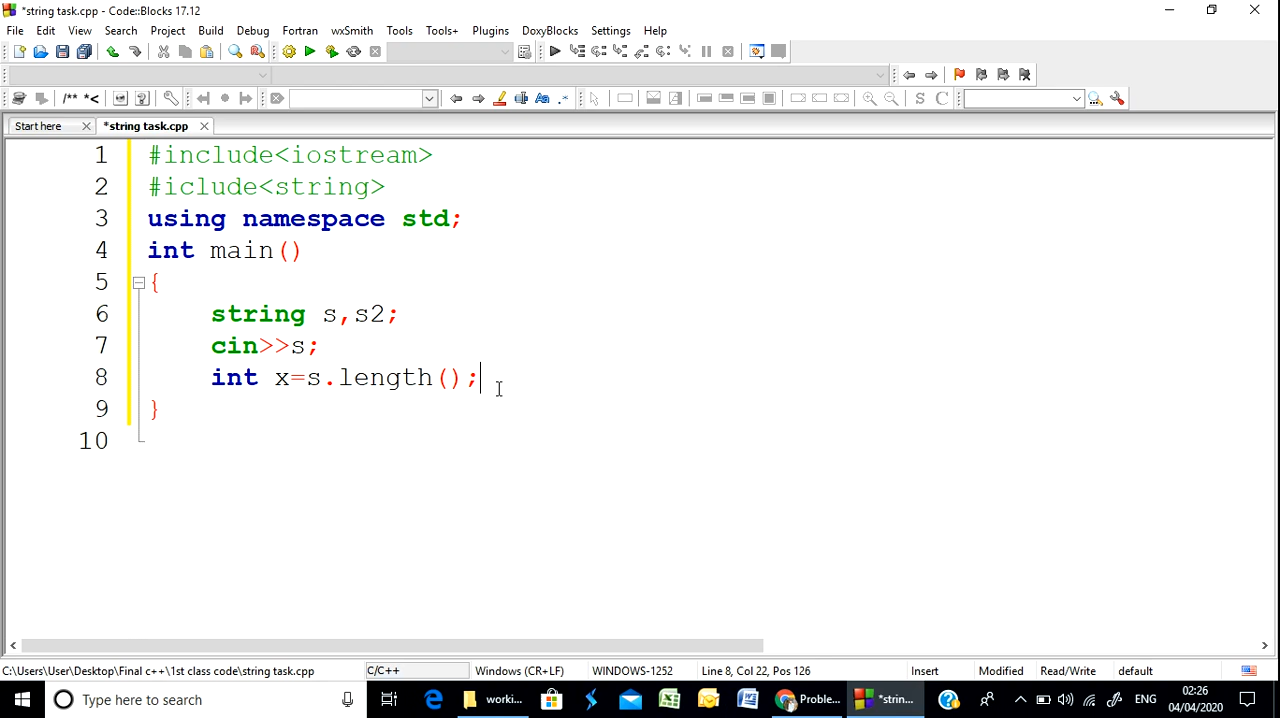 *string task.cpp - Code::Blocks 17.12
File Edit View Search Project Build Debug Fortran wxSmith Tools Tools+ Plugins DoxyBlocks Settings Help
/** *<
Aa .*
S C
Start here *string task.cpp
1 #include<iostream>
2 #iclude<string>
3 using namespace std;
4 int main()
5 {
6 string s,s2;
7 cin>>s;
8 int x=s.length();
9 }
10
C:\Users\User\Desktop\Final c++\1st class code\string task.cpp C/C++ Windows (CR+LF) WINDOWS-1252 Line 8, Col 22, Pos 126 Insert Modified Read/Write default
Type here to search worki... Proble... *strin... ENG 02:26
04/04/2020